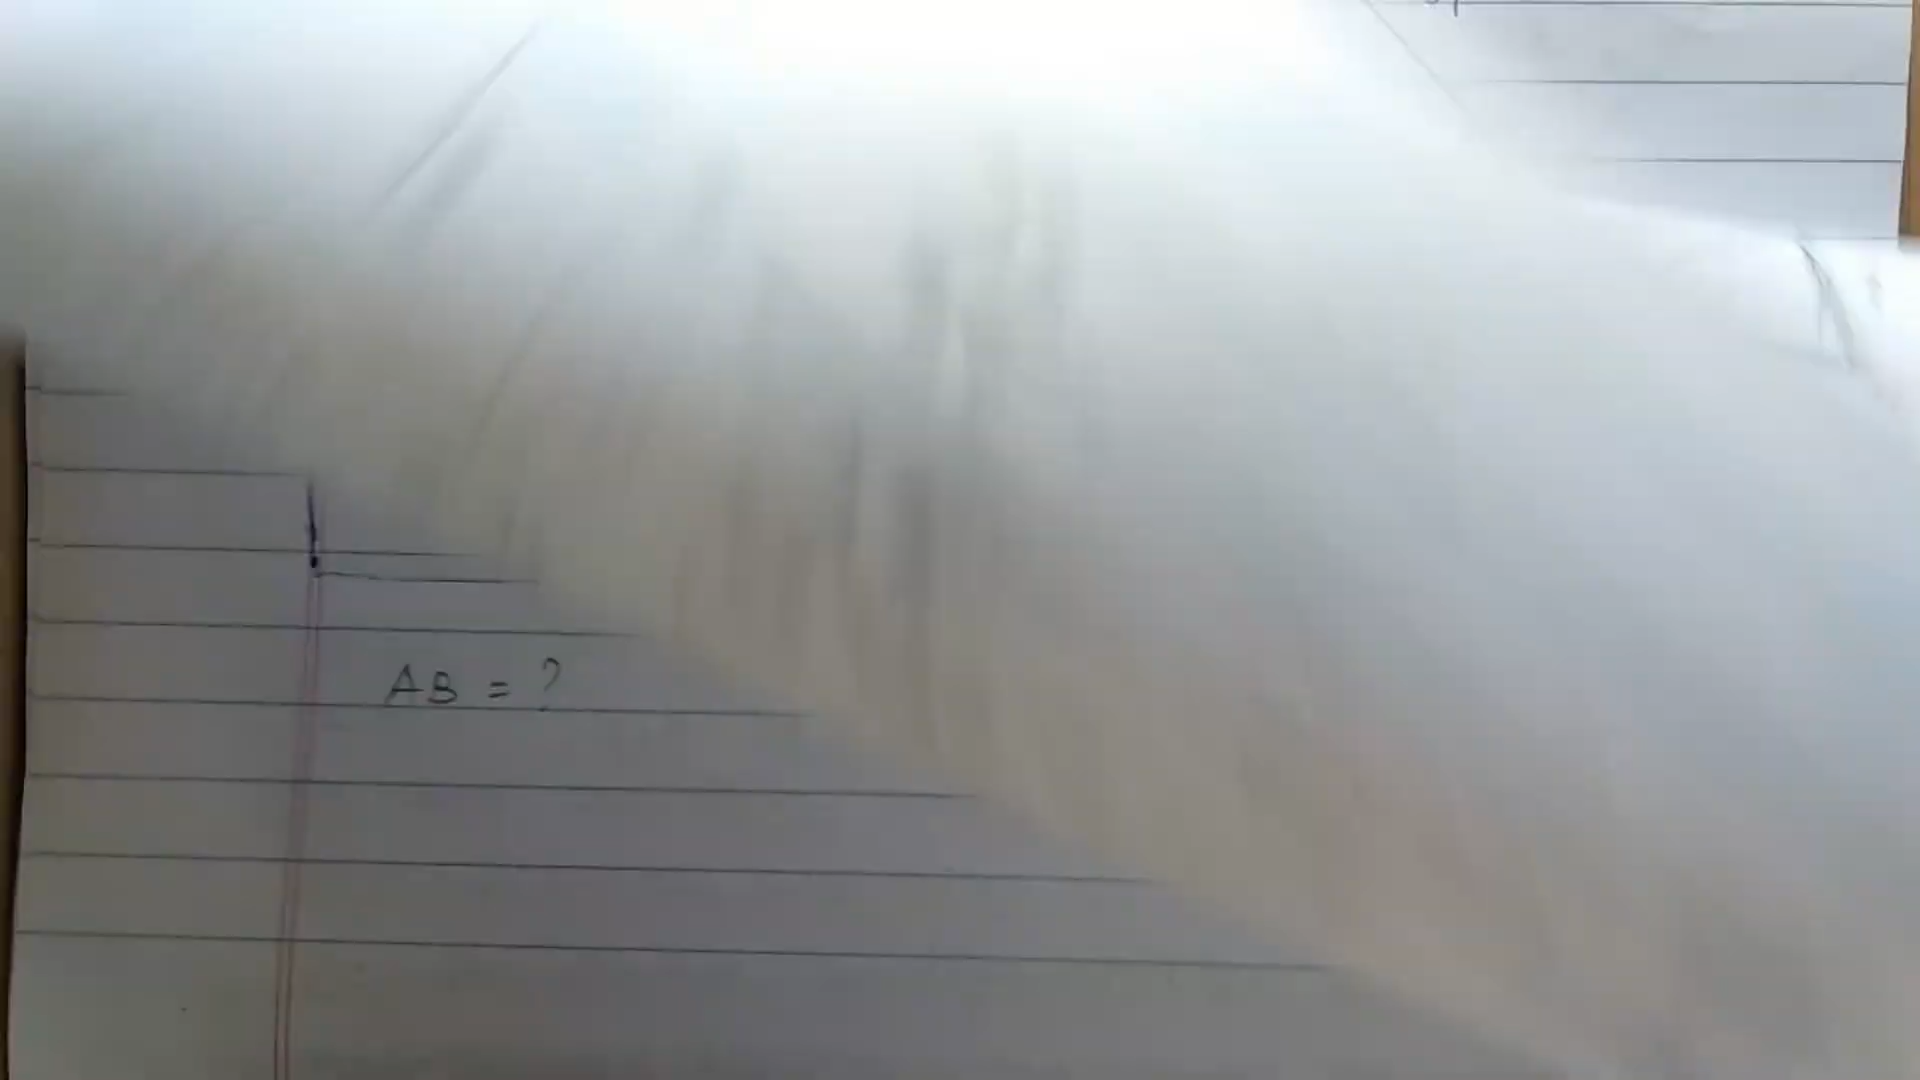 AB = ?